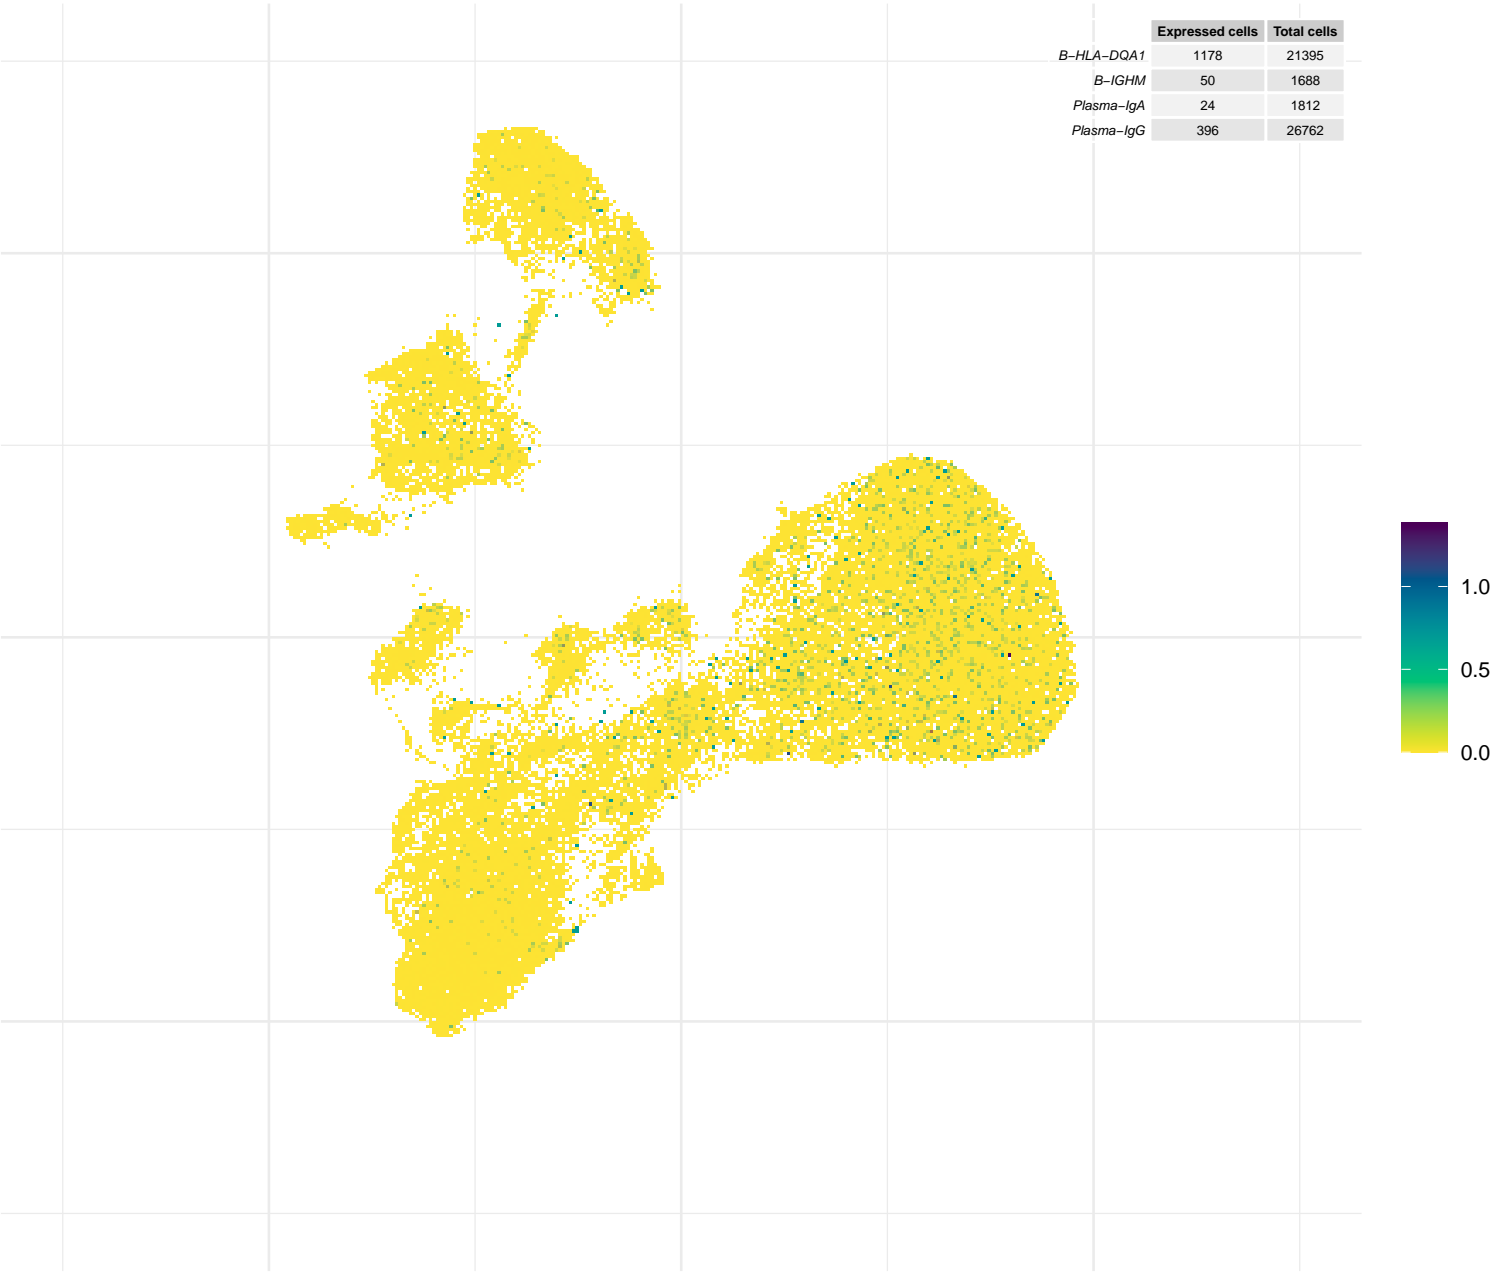 Expressed cells Total cells
B−HLA−DQA1 1178 21395
B−IGHM 50 1688
Plasma−IgA 24 1812
Plasma−IgG 396 26762
1.0
0.5
0.0